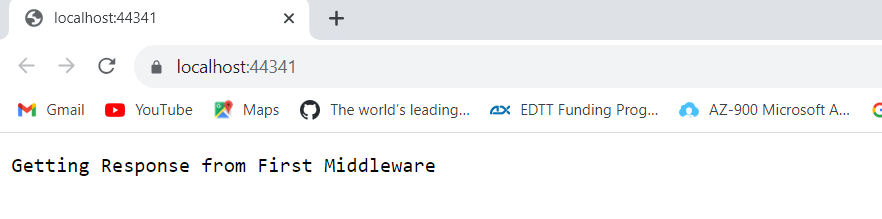 localhost:44341
localhost:44341
Gmail YouTube Maps The world's leading... EDTT Funding Prog... AZ-900 Microsoft A...
Getting Response from First Middleware